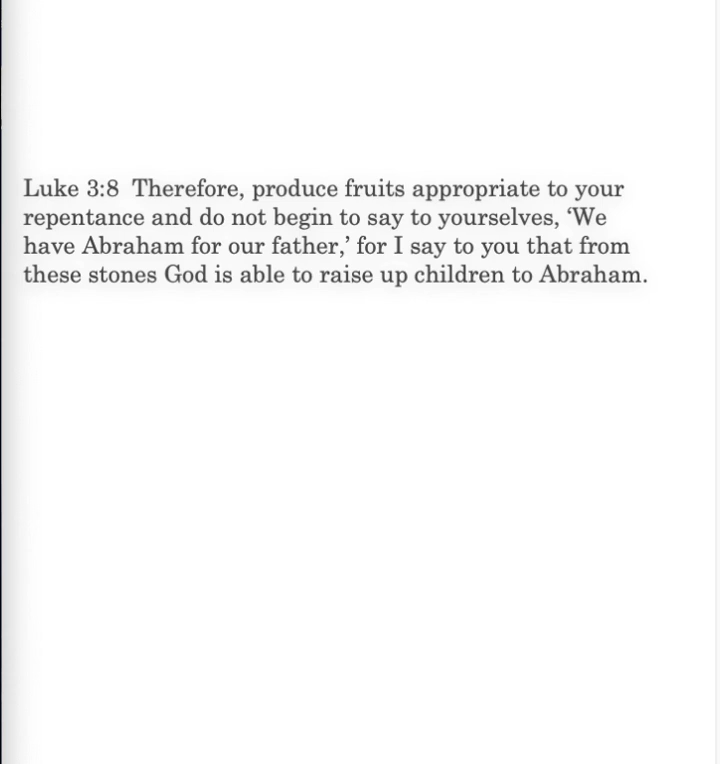 Luke 3:8  Therefore, produce fruits appropriate to your
repentance and do not begin to say to yourselves, ‘We
have Abraham for our father,’ for I say to you that from
these stones God is able to raise up children to Abraham.